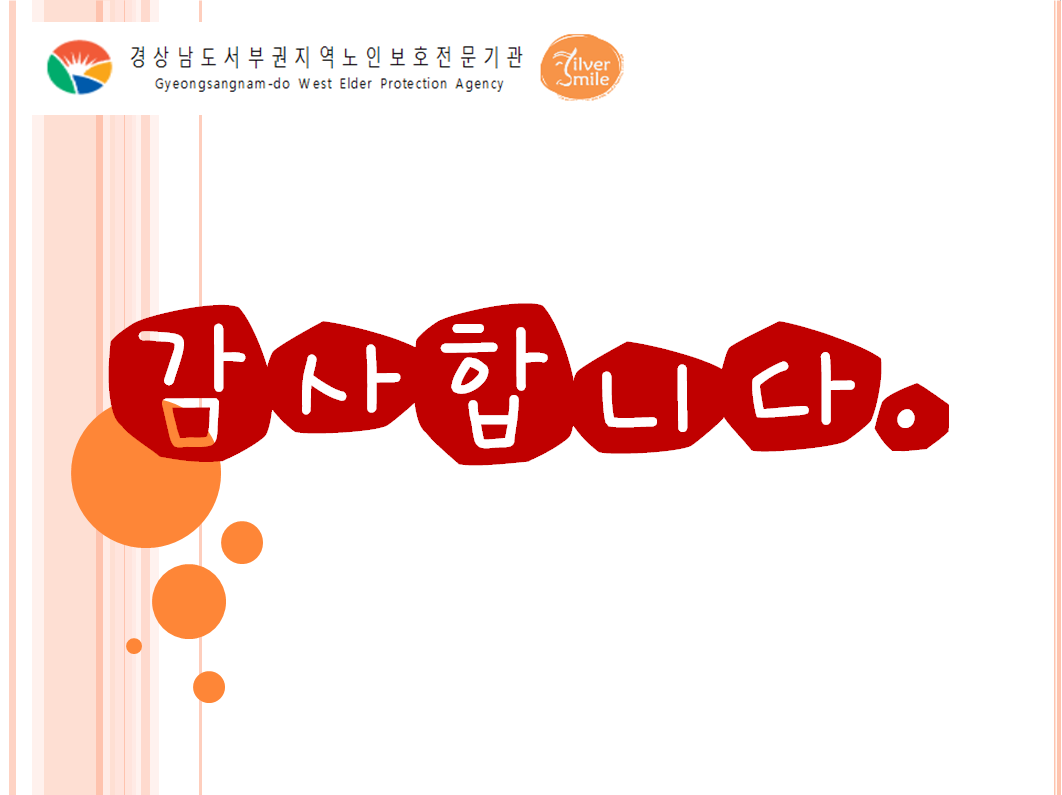 경상남도서부권지역노인보호전문기관
Gyeongsangnam-do West Elder Protection Agency
Silver
Smile
감사합니다.